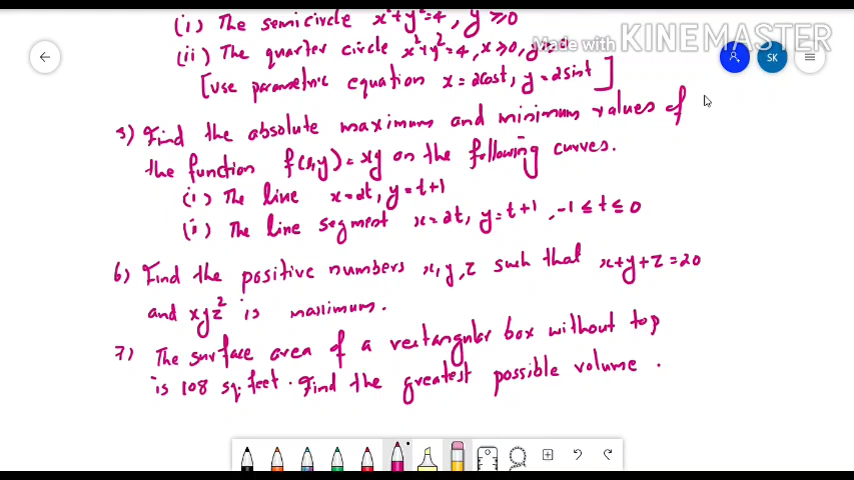 (i) The semicircle x²+y²=4, y≥0
(ii) The quarter circle x²+y²=4, x≥0, y≥0
[use parametric equation x=2cost, y=2sint]
Made with KINEMASTER
SK
5) Find the absolute maximum and minimum values of
the function f(x,y)=xy on the following curves.
(i) The line x=2t, y=t+1
(ii) The line segment x=2t, y=t+1, -1≤t≤0
6) Find the positive numbers x,y,z such that x+y+z=20
and xyz² is maximum.
7) The surface area of a rectangular box without top
is 108 sq. feet. Find the greatest possible volume.